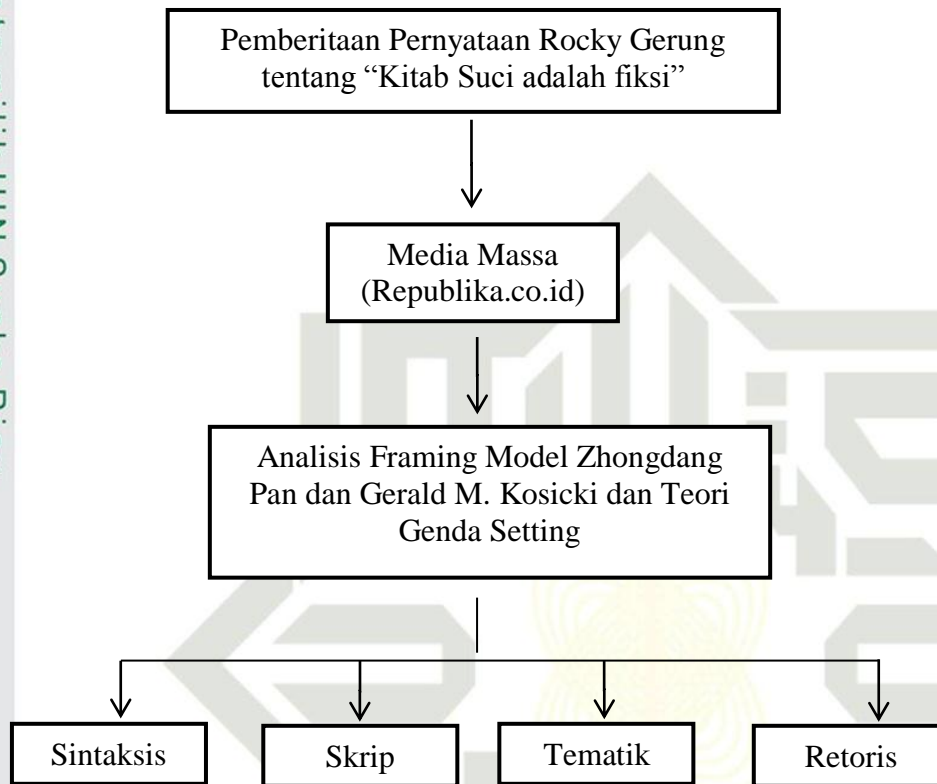 Pemberitaan Pernyataan Rocky Gerung
tentang “Kitab Suci adalah fiksi”
Media Massa
(Republika.co.id)
Analisis Framing Model Zhongdang
Pan dan Gerald M. Kosicki dan Teori
Genda Setting
Sintaksis
Skrip
Tematik
Retoris